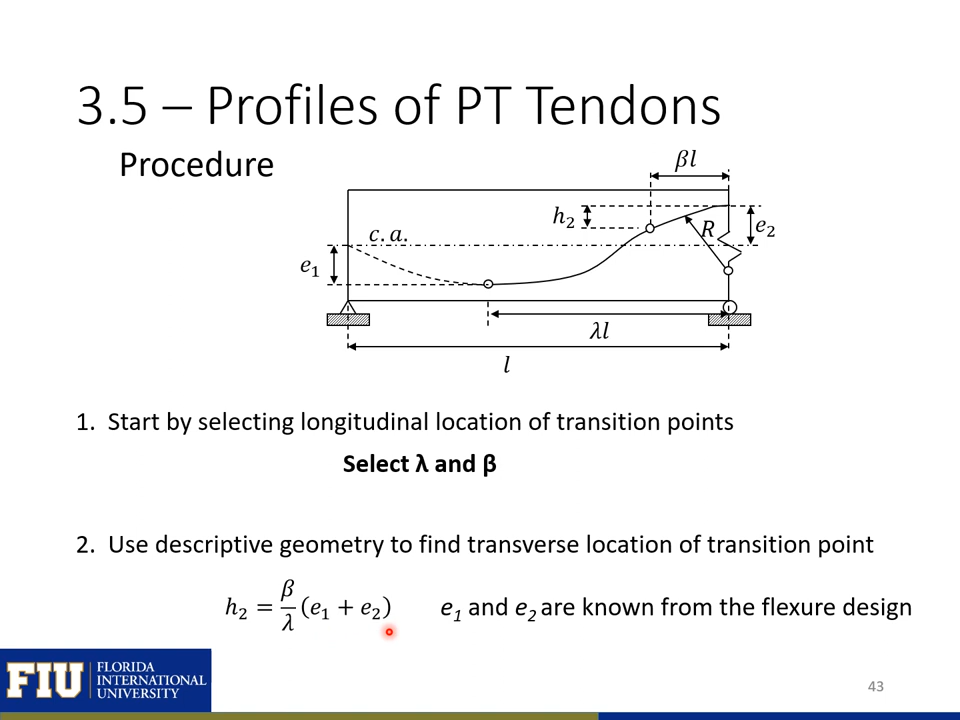 3.5 – Profiles of PT Tendons
Procedure
βl
h₂
R
e₂
c. a.
e₁
λl
l
1. Start by selecting longitudinal location of transition points
Select λ and β
2. Use descriptive geometry to find transverse location of transition point
h₂ = β/λ (e₁ + e₂) e₁ and e₂ are known from the flexure design
FIU
FLORIDA
INTERNATIONAL
UNIVERSITY
43